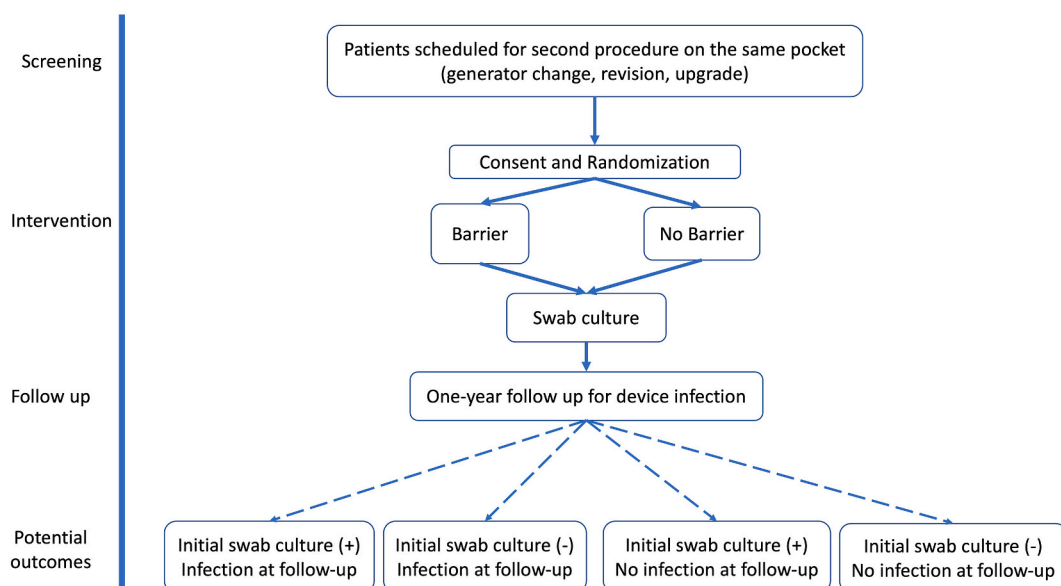 Screening
Patients scheduled for second procedure on the same pocket
(generator change, revision, upgrade)
Consent and Randomization
Intervention
Barrier
No Barrier
Swab culture
Follow up
One-year follow up for device infection
Potential
outcomes
Initial swab culture (+)
Infection at follow-up
Initial swab culture (-)
Infection at follow-up
Initial swab culture (+)
No infection at follow-up
Initial swab culture (-)
No infection at follow-up